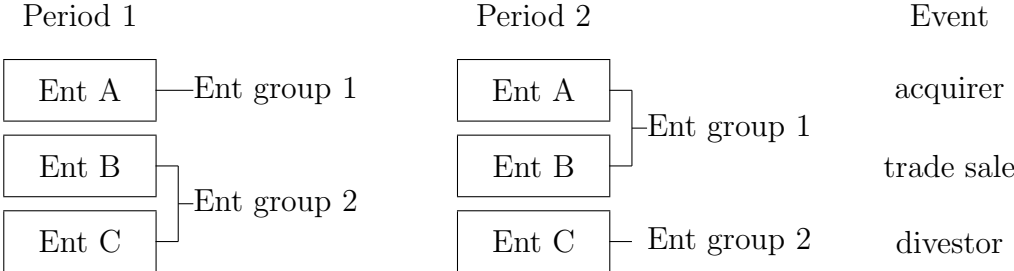 Period 1 Period 2 Event
Ent A Ent group 1 Ent A acquirer
Ent group 1
Ent B Ent B trade sale
Ent group 2
Ent C Ent C Ent group 2 divestor